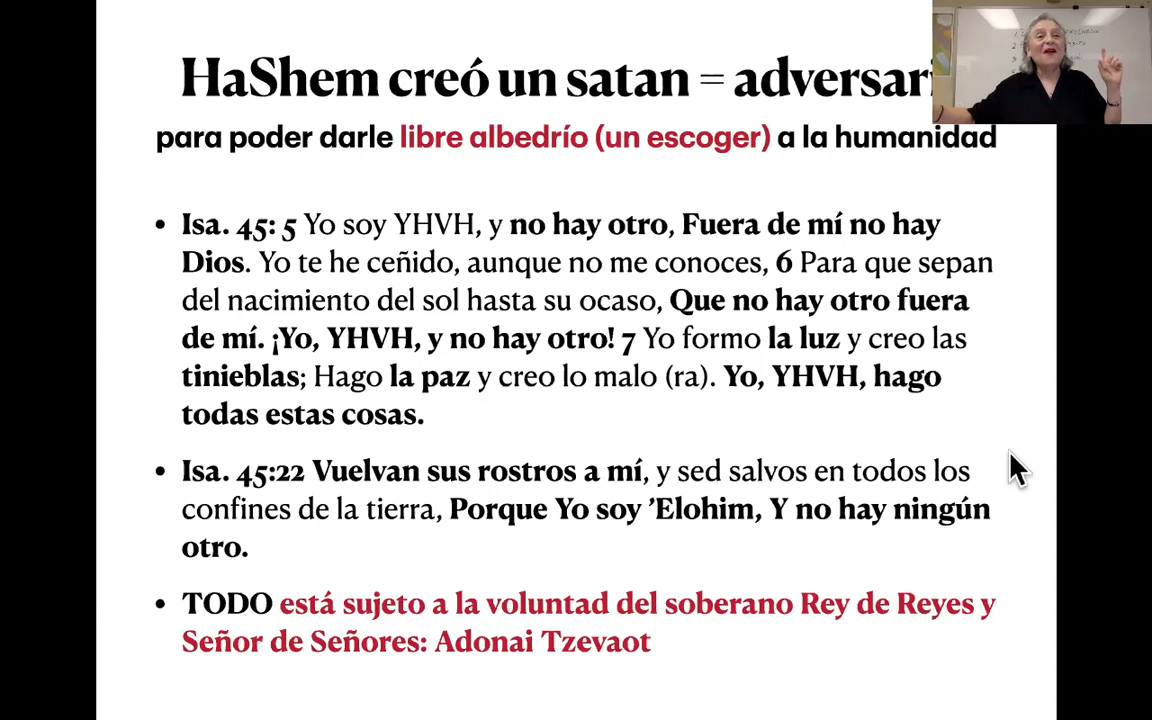 HaShem creó un satan = adversari
para poder darle libre albedrío (un escoger) a la humanidad
• Isa. 45: 5 Yo soy YHVH, y no hay otro, Fuera de mí no hay
Dios. Yo te he ceñido, aunque no me conoces, 6 Para que sepan
del nacimiento del sol hasta su ocaso, Que no hay otro fuera
de mí. ¡Yo, YHVH, y no hay otro! 7 Yo formo la luz y creo las
tinieblas; Hago la paz y creo lo malo (ra). Yo, YHVH, hago
todas estas cosas.
• Isa. 45:22 Vuelvan sus rostros a mí, y sed salvos en todos los
confines de la tierra, Porque Yo soy ’Elohim, Y no hay ningún
otro.
• TODO está sujeto a la voluntad del soberano Rey de Reyes y
Señor de Señores: Adonai Tzevaot